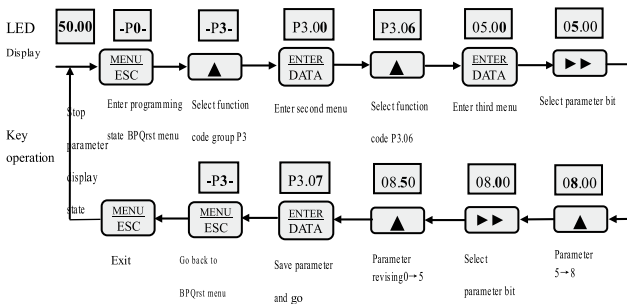 LED
50.00
-P0-
-P3-
P3.00
P3.06
05.00
05.00
Display
MENU
ESC
▲
ENTER
DATA
▲
ENTER
DATA
►►
Stop
parameter
display
state
Enter programming
state BPQrst menu
Select function
code group P3
Enter second menu
Select function
code P3.06
Enter third menu
Select parameter bit
Key
operation
-P3-
P3.07
08.50
08.00
08.00
MENU
ESC
MENU
ESC
ENTER
DATA
▲
►►
▲
Exit
Go back to
BPQrst menu
Save parameter
and go
Parameter
revising0→5
Select
parameter bit
Parameter
5→8